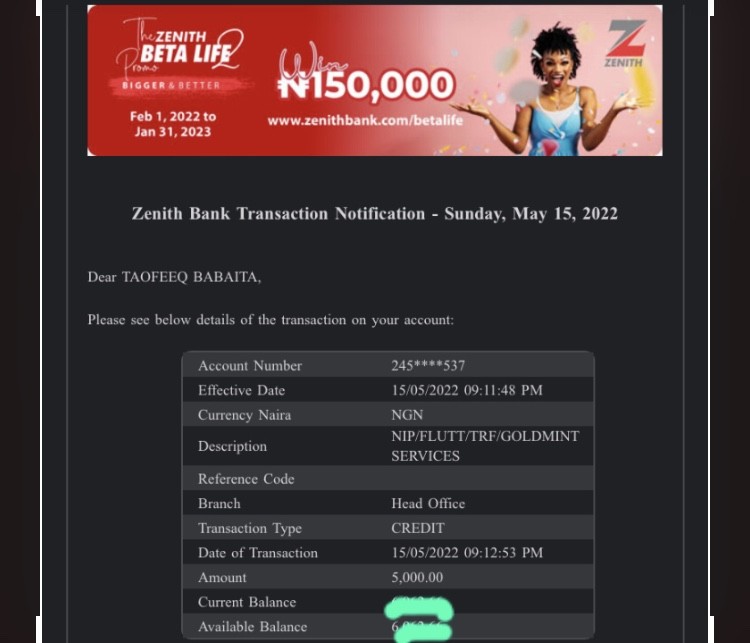 The ZENITH
BETA LIFE 2
Promo
BIGGER & BETTER
Feb 1, 2022 to
Jan 31, 2023
Win
₦150,000
www.zenithbank.com/betalife
ZENITH
Zenith Bank Transaction Notification - Sunday, May 15, 2022
Dear TAOFEEQ BABAITA,
Please see below details of the transaction on your account:
Account Number 245****537
Effective Date 15/05/2022 09:11:48 PM
Currency Naira NGN
Description NIP/FLUTT/TRF/GOLDMINT
SERVICES
Reference Code
Branch Head Office
Transaction Type CREDIT
Date of Transaction 15/05/2022 09:12:53 PM
Amount 5,000.00
Current Balance
Available Balance